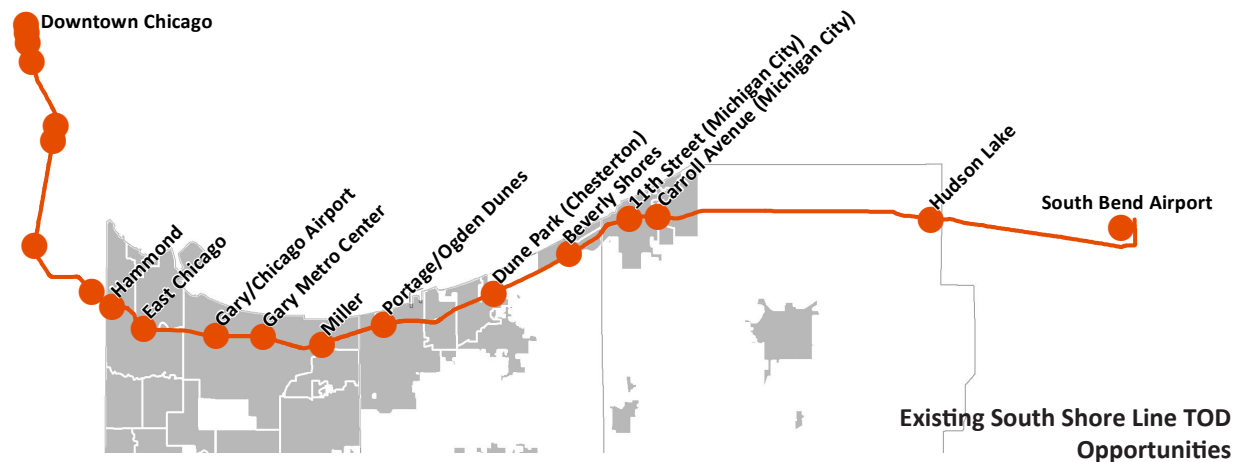 Downtown Chicago
Hammond
East Chicago
Gary/Chicago Airport
Gary Metro Center
Miller
Portage/Ogden Dunes
Dune Park (Chesterton)
Beverly Shores
11th Street (Michigan City)
Carroll Avenue (Michigan City)
Hudson Lake
South Bend Airport
Existing South Shore Line TOD
Opportunities